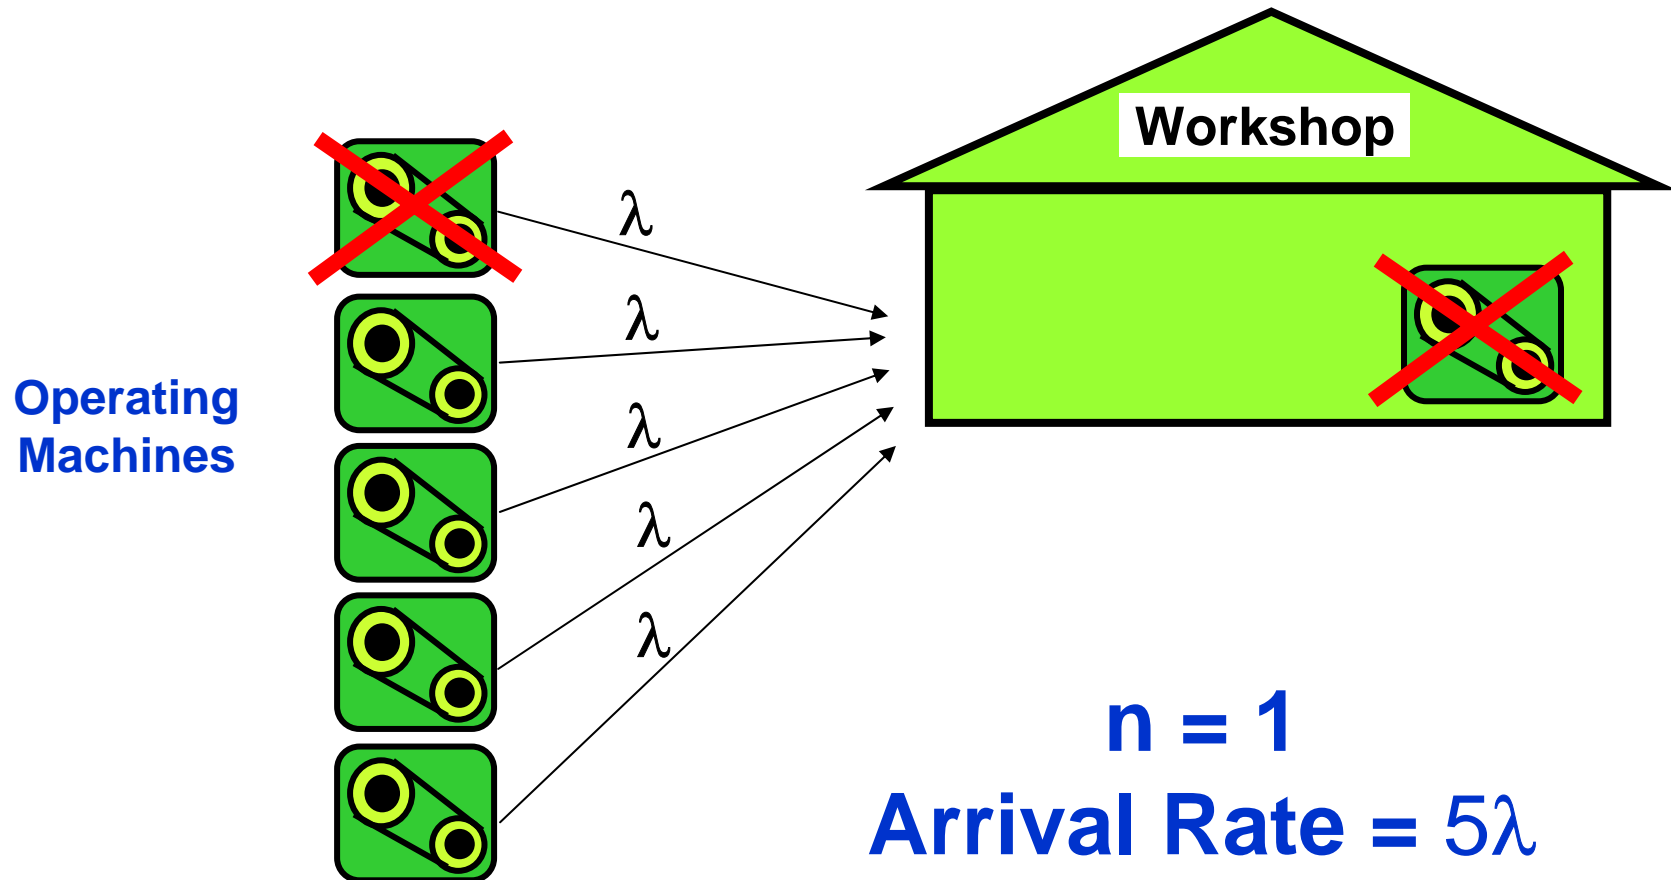 Workshop
λ
λ
λ
λ
λ
Operating
Machines
n = 1
Arrival Rate = 5λ